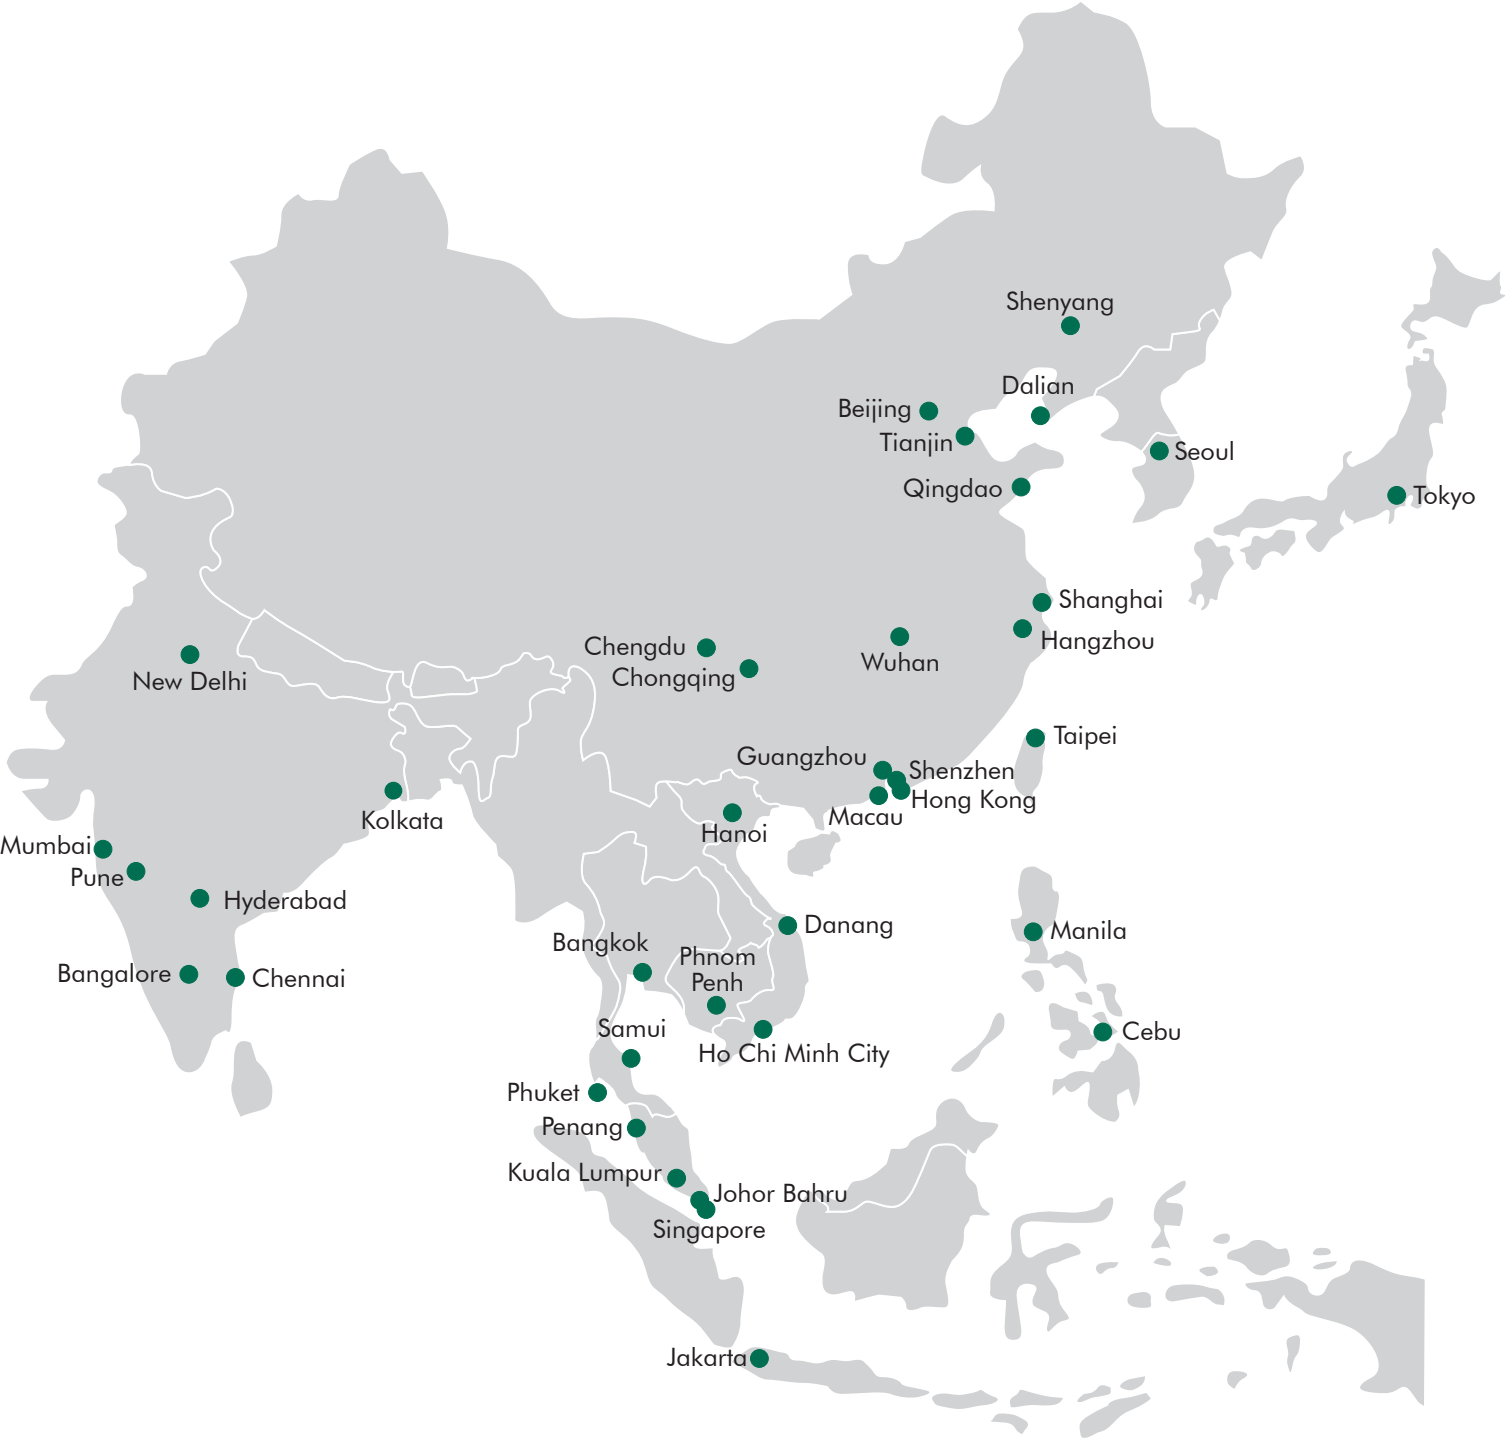 Shenyang
Dalian
Beijing
Tianjin
Seoul
Qingdao
Tokyo
Shanghai
Hangzhou
Chengdu
Wuhan
Chongqing
New Delhi
Taipei
Guangzhou
Shenzhen
Hong Kong
Macau
Kolkata
Hanoi
Mumbai
Pune
Hyderabad
Danang
Manila
Bangkok
Phnom
Penh
Bangalore
Chennai
Samui
Cebu
Ho Chi Minh City
Phuket
Penang
Kuala Lumpur
Johor Bahru
Singapore
Jakarta